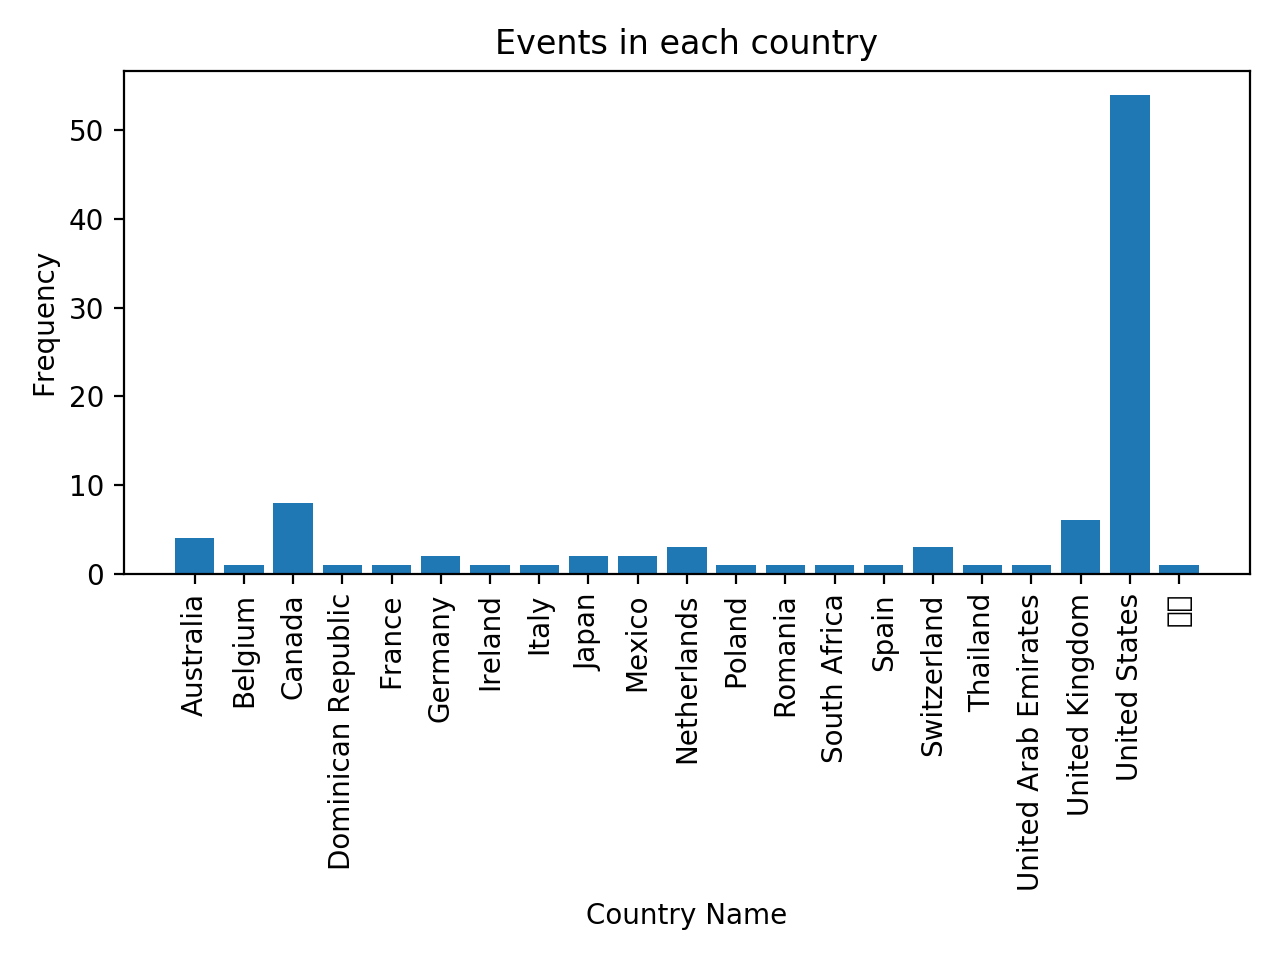 Events in each country
Frequency
50
40
30
20
10
0
Australia
Belgium
Canada
Dominican Republic
France
Germany
Ireland
Italy
Japan
Mexico
Netherlands
Poland
Romania
South Africa
Spain
Switzerland
Thailand
United Arab Emirates
United Kingdom
United States
Country Name